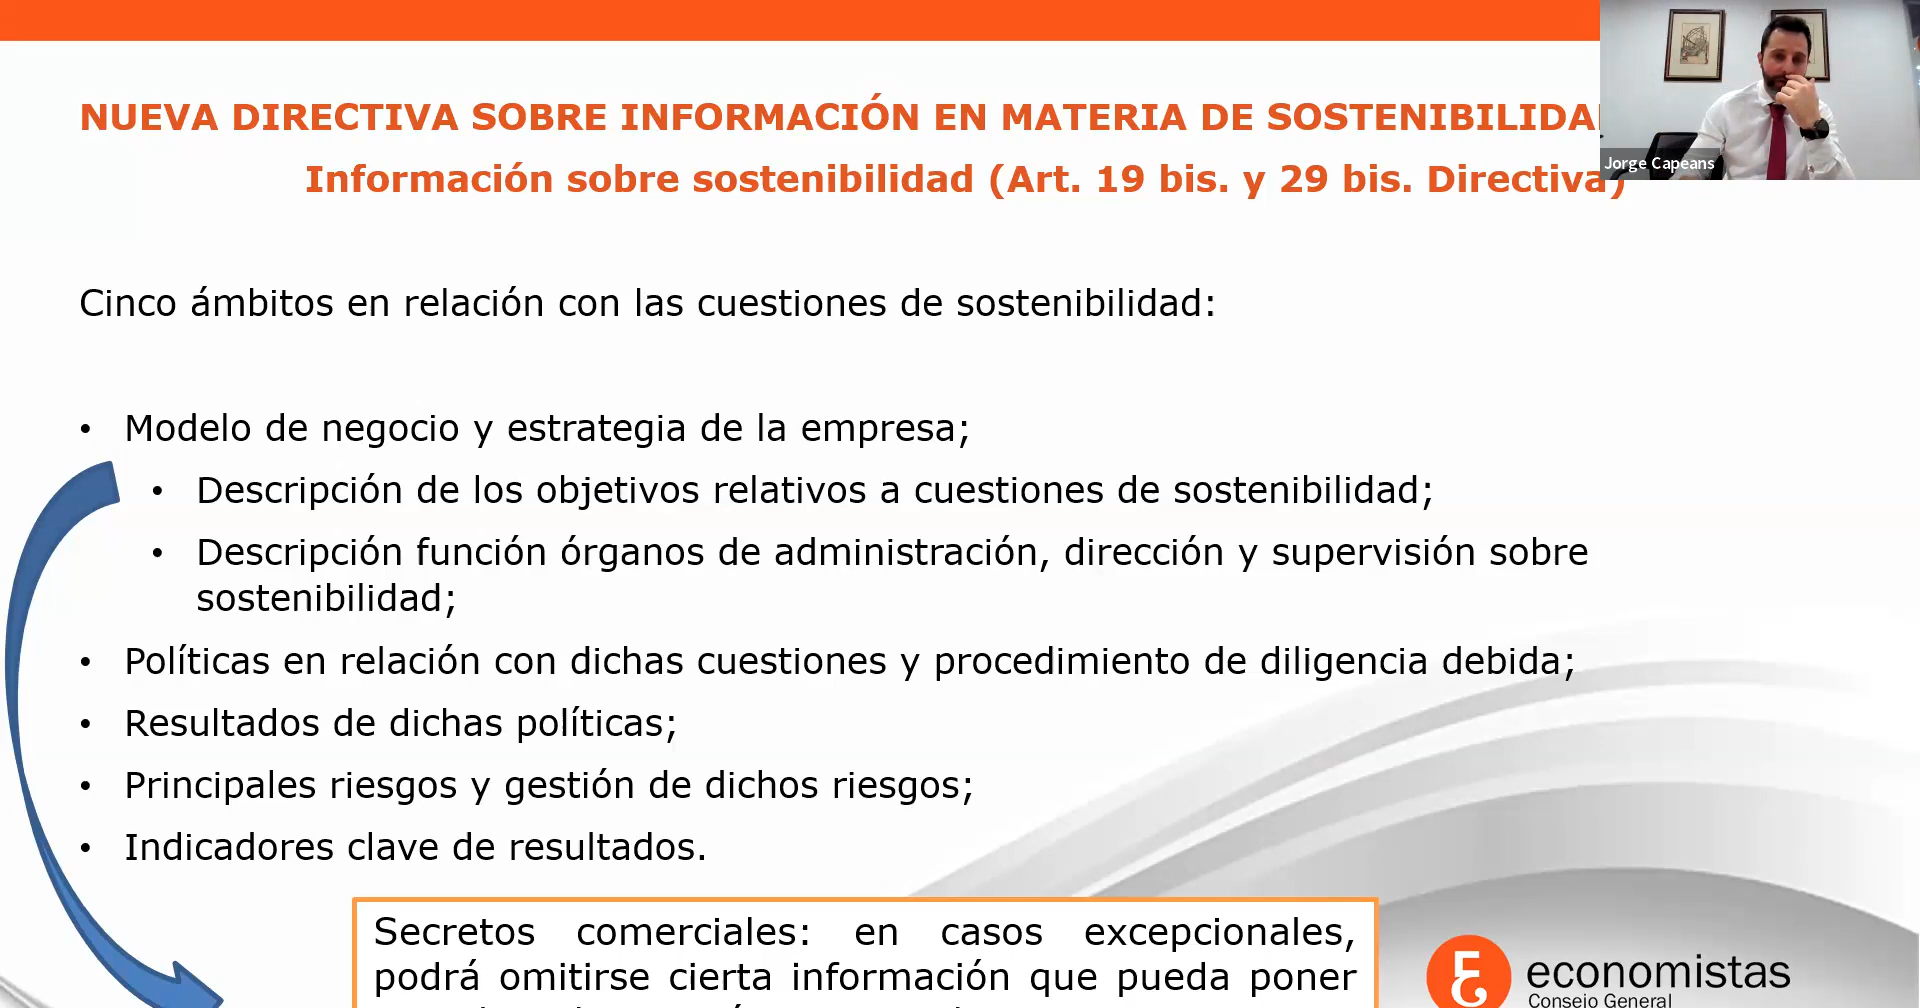 NUEVA DIRECTIVA SOBRE INFORMACIÓN EN MATERIA DE
Información sobre sostenibilidad (Art. 19 bis. y 29 bis. Directiva)
Jorge Capeans
Cinco ámbitos en relación con las cuestiones de sostenibilidad:
• Modelo de negocio y estrategia de la empresa;
• Descripción de los objetivos relativos a cuestiones de sostenibilidad;
• Descripción función órganos de administración, dirección y supervisión sobre
sostenibilidad;
• Políticas en relación con dichas cuestiones y procedimiento de diligencia debida;
• Resultados de dichas políticas;
• Principales riesgos y gestión de dichos riesgos;
• Indicadores clave de resultados.
Secretos comerciales: en casos excepcionales,
podrá omitirse cierta información que pueda poner
economistas
Consejo General